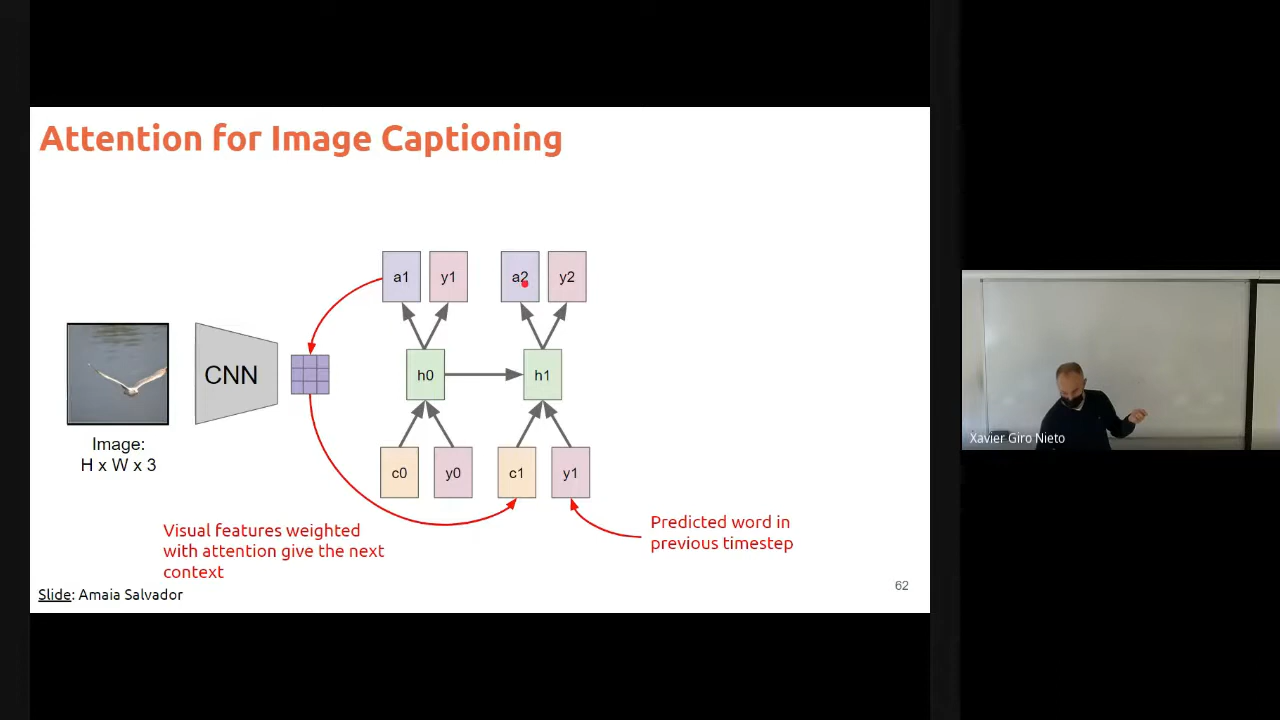 Attention for Image Captioning
a1 y1 a2 y2
CNN
h0 h1
Image:
H x W x 3
c0 y0 c1 y1
Visual features weighted
with attention give the next
context
Predicted word in
previous timestep
Slide: Amaia Salvador
62
Xavier Giro Nieto